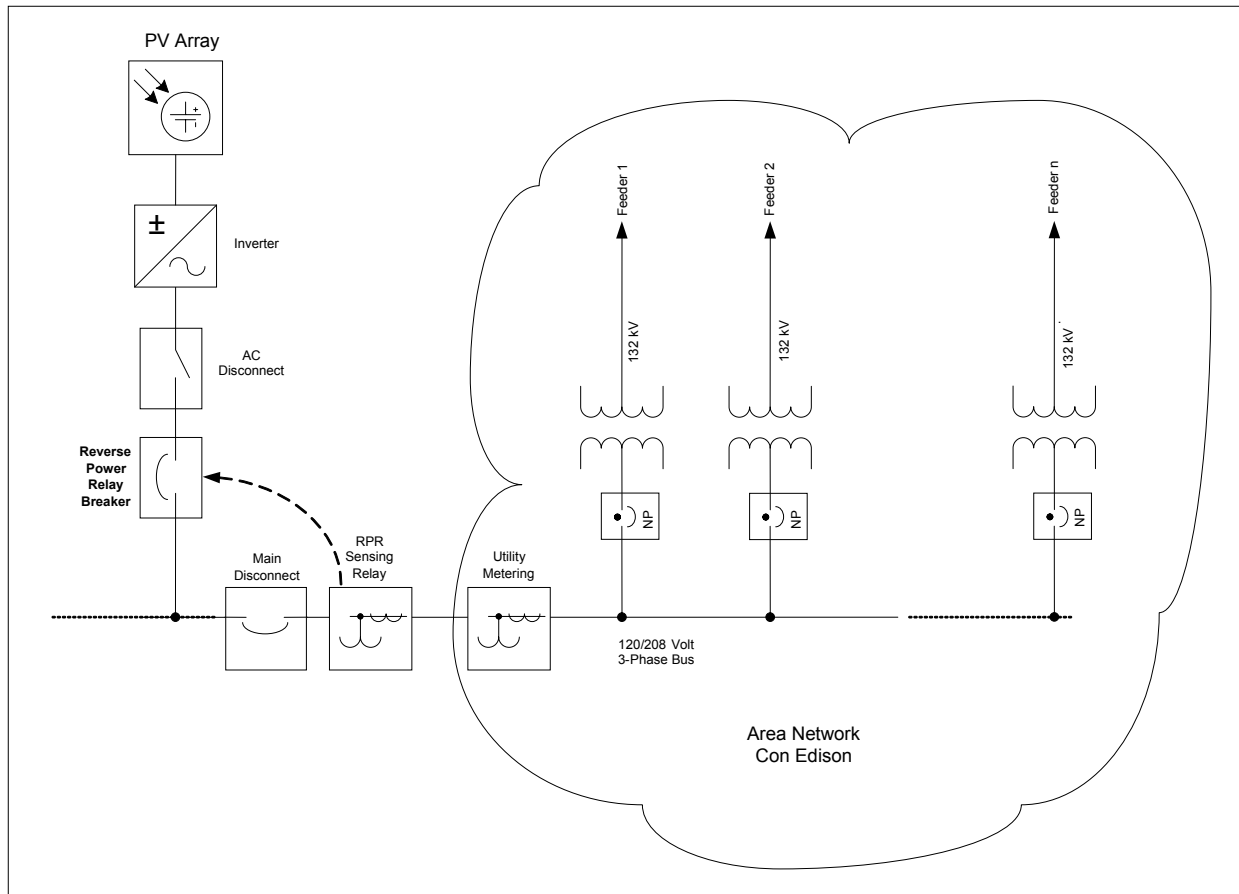 PV Array
±
Inverter
AC
Disconnect
Reverse
Power
Relay
Breaker
Main
Disconnect
RPR
Sensing
Relay
Utility
Metering
Feeder 1
Feeder 2
Feeder n
132 kV
132 kV
132 kV
NP
NP
NP
120/208 Volt
3-Phase Bus
Area Network
Con Edison